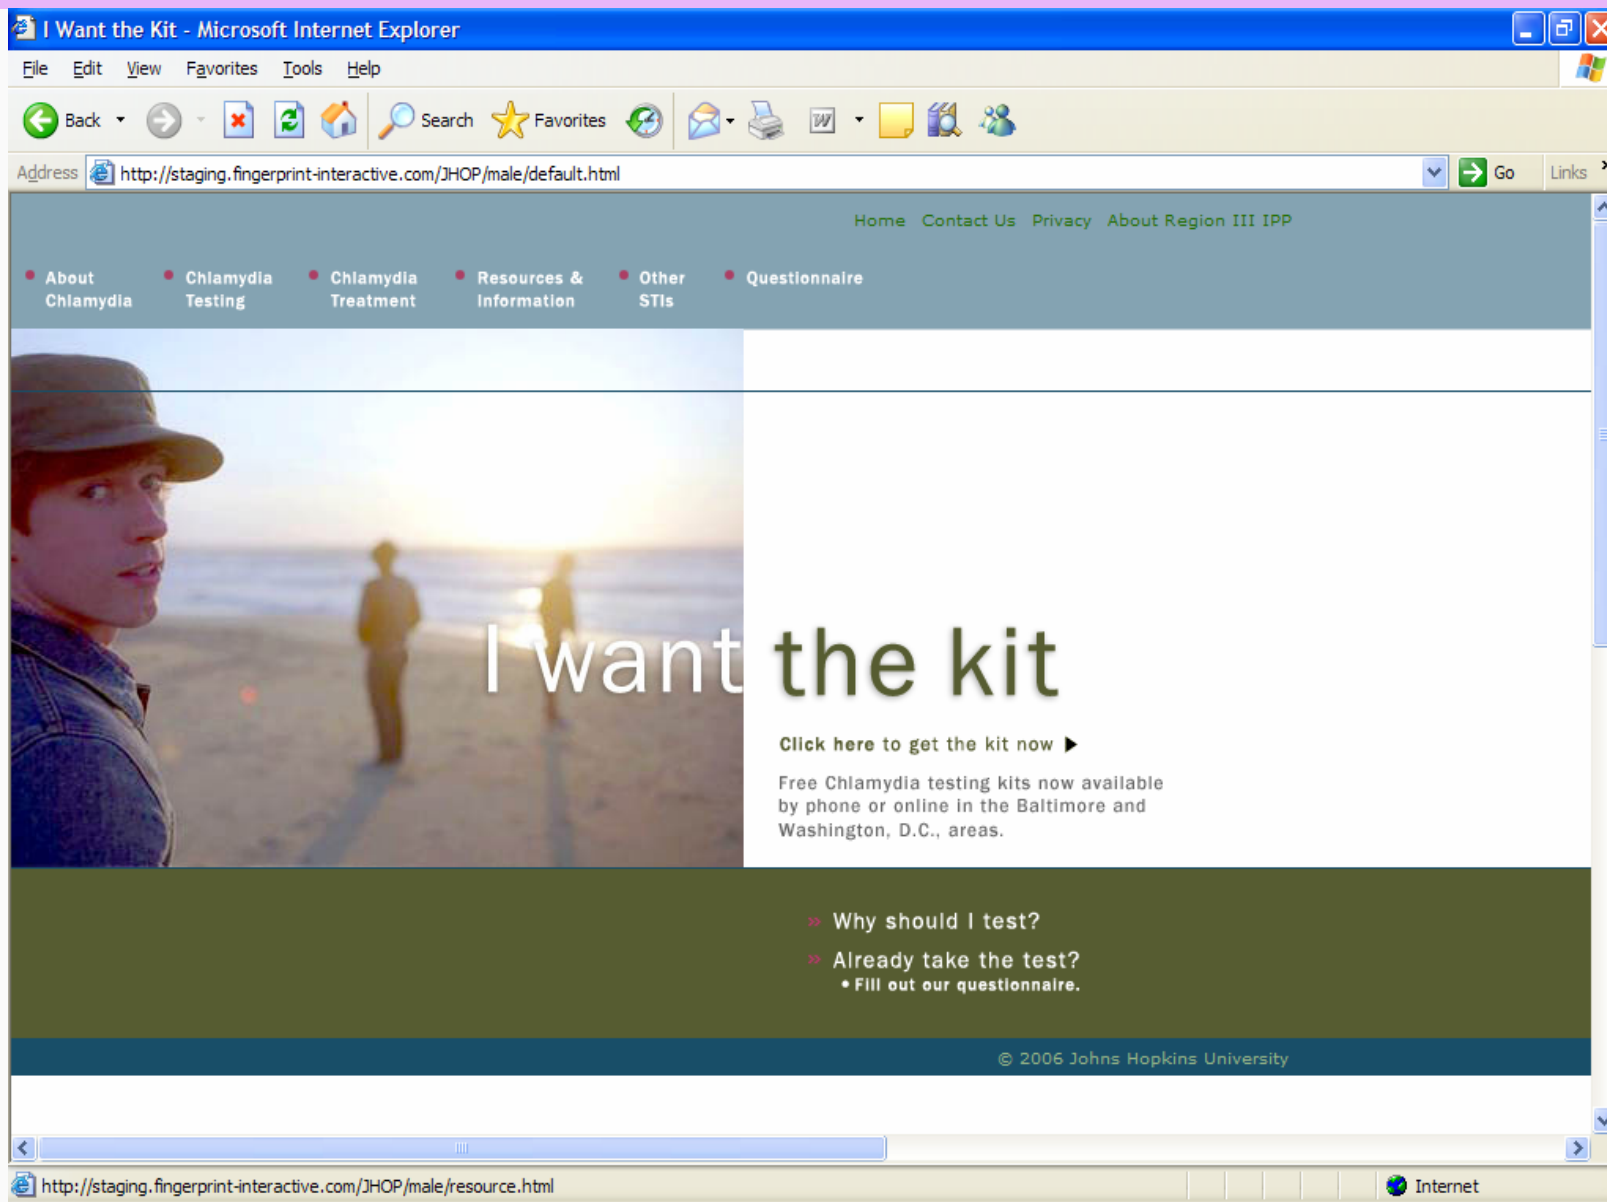 I Want the Kit - Microsoft Internet Explorer
File Edit View Favorites Tools Help
Back Search Favorites
Address http://staging.fingerprint-interactive.com/JHOP/male/default.html Go Links
Home Contact Us Privacy About Region III IPP
About Chlamydia
Chlamydia Testing
Chlamydia Treatment
Resources & Information
Other STIs
Questionnaire
I want the kit
Click here to get the kit now
Free Chlamydia testing kits now available
by phone or online in the Baltimore and
Washington, D.C., areas.
» Why should I test?
» Already take the test?
• Fill out our questionnaire.
© 2006 Johns Hopkins University
http://staging.fingerprint-interactive.com/JHOP/male/resource.html Internet